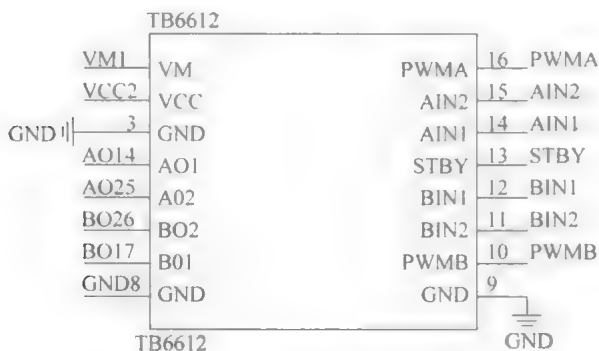 TB6612
VM1 VM PWMA 16 PWMA
VCC2 VCC AIN2 15 AIN2
GND 3 GND AIN1 14 AIN1
AO14 AO1 STBY 13 STBY
AO25 A02 BIN1 12 BIN1
BO26 BO2 BIN2 11 BIN2
BO17 B01 PWMB 10 PWMB
GND8 GND GND 9
GND
TB6612